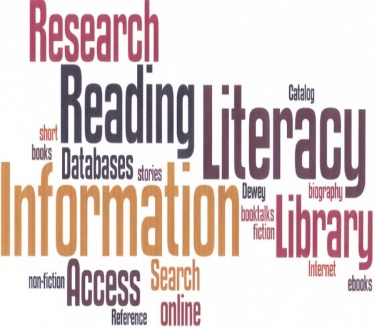 Research
Reading
Literacy
Catalog
short
books
Databases
stories
Information
Dewey
biography
booktalks
fiction
Library
non-fiction
Access
Search
Internet
ebooks
Reference
online